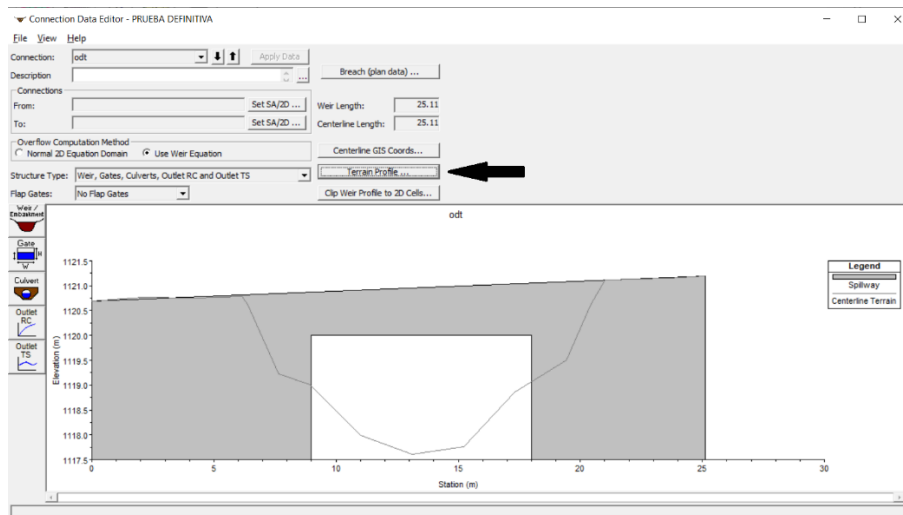 Connection Data Editor - PRUEBA DEFINITIVA
File View Help
Connection: odt Apply Data
Description ... Breach (plan data) ...
Connections
From: Set SA/2D ... Weir Length: 25.11
To: Set SA/2D ... Centerline Length: 25.11
Overflow Computation Method
Normal 2D Equation Domain Use Weir Equation Centerline GIS Coords...
Structure Type: Weir, Gates, Culverts, Outlet RC and Outlet TS Terrain Profile ...
Flap Gates: No Flap Gates Clip Weir Profile to 2D Cells...
Weir / Embankment
Gate
H
W
Culvert
Outlet RC
Outlet TS
odt
Legend
Spillway
Centerline Terrain
1121.5
1121.0
1120.5
1120.0
1119.5
1119.0
1118.5
1118.0
1117.5
Elevation (m)
0 5 10 15 20 25 30
Station (m)